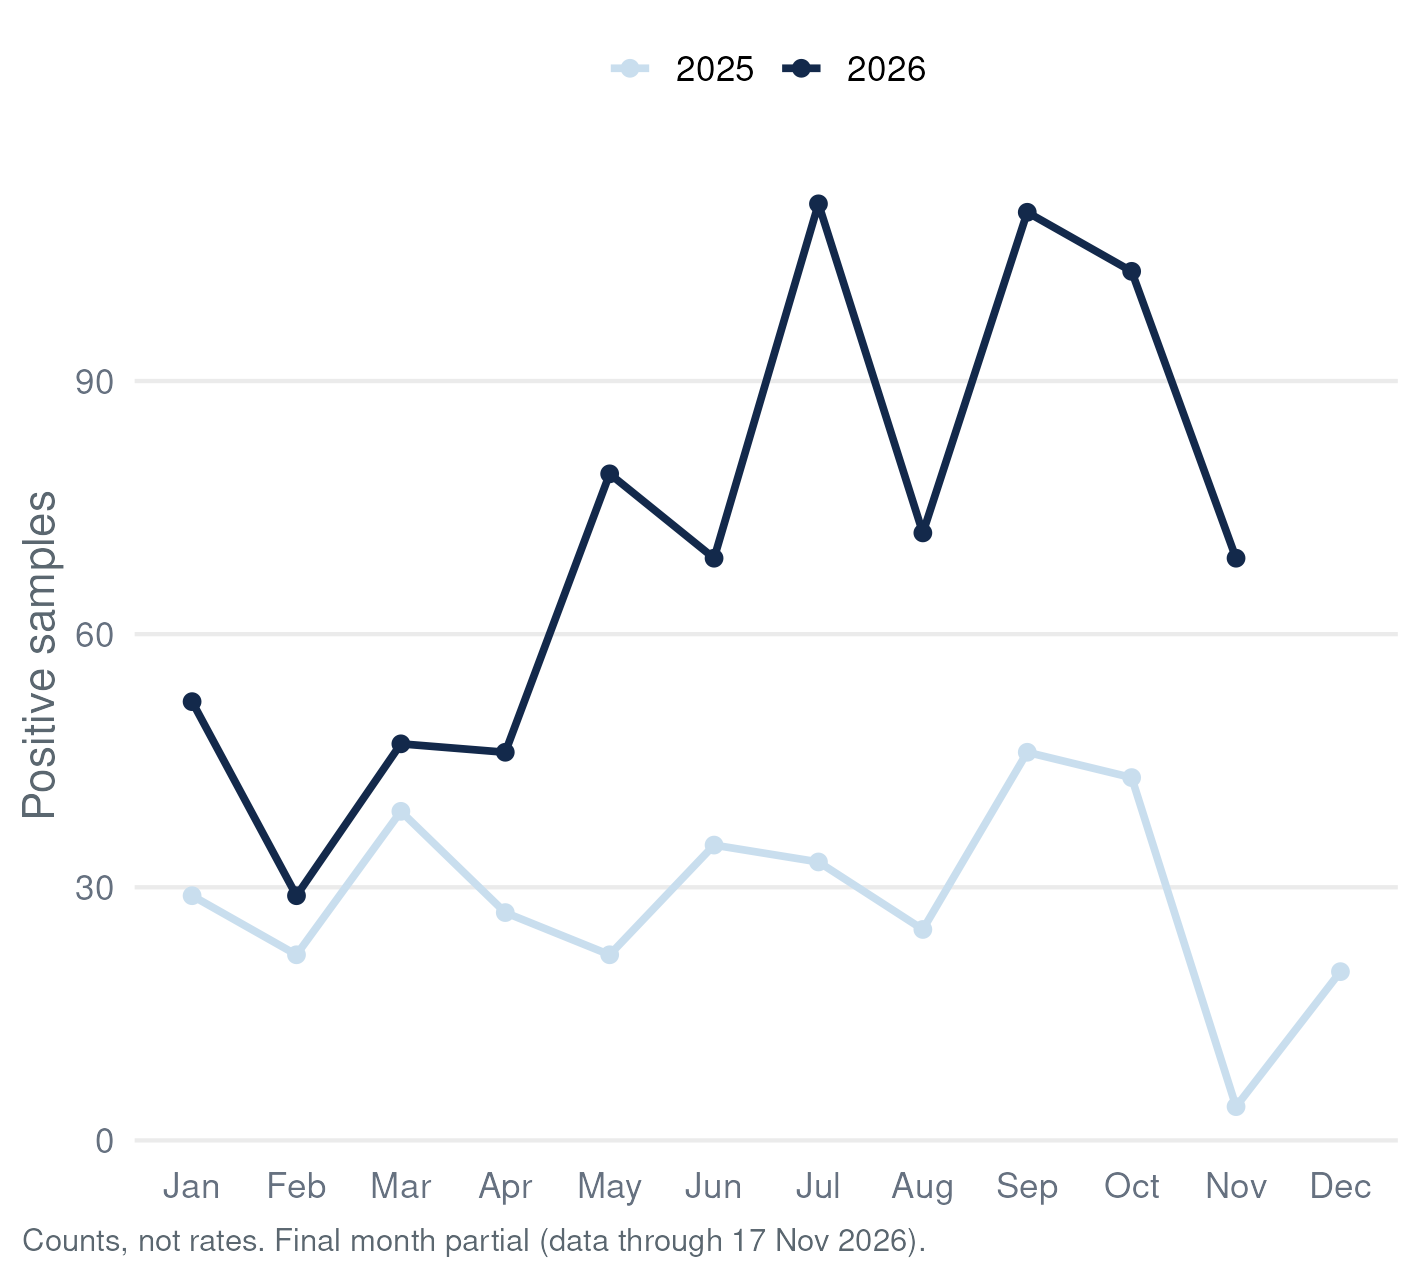 2025 2026
Positive samples
90
60
30
0
Jan Feb Mar Apr May Jun Jul Aug Sep Oct Nov Dec
Counts, not rates. Final month partial (data through 17 Nov 2026).